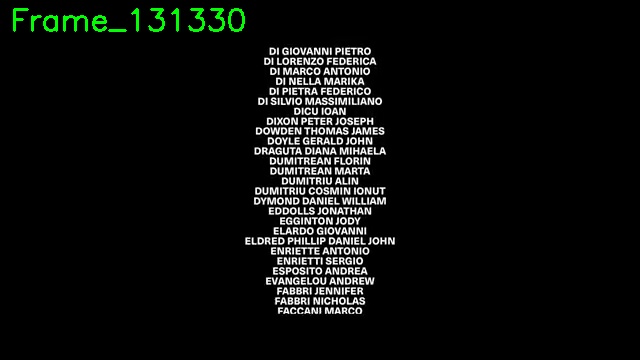 Frame_131330
DI GIOVANNI PIETRO
DI LORENZO FEDERICA
DI MARCO ANTONIO
DI NELLA MARIKA
DI PIETRA FEDERICO
DI SILVIO MASSIMILIANO
DICU IOAN
DIXON PETER JOSEPH
DOWDEN THOMAS JAMES
DOYLE GERALD JOHN
DRAGUTA DIANA MIHAELA
DUMITREAN FLORIN
DUMITREAN MARTA
DUMITRIU ALIN
DUMITRIU COSMIN IONUT
DYMOND DANIEL WILLIAM
EDDOLLS JONATHAN
EGGINTON JODY
ELARDO GIOVANNI
ELDRED PHILLIP DANIEL JOHN
ENRIETTE ANTONIO
ENRIETTI SERGIO
ESPOSITO ANDREA
EVANGELOU ANDREW
FABBRI JENNIFER
FABBRI NICHOLAS
FACCANI MARCO